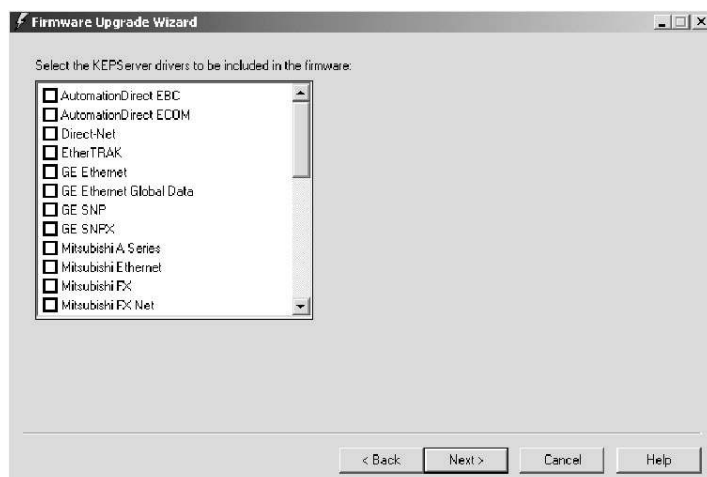 Firmware Upgrade Wizard
Select the KEPServer drivers to be included in the firmware:
AutomationDirect EBC
AutomationDirect ECOM
Direct-Net
EtherTRAK
GE Ethernet
GE Ethernet Global Data
GE SNP
GE SNPX
Mitsubishi A Series
Mitsubishi Ethernet
Mitsubishi FX
Mitsubishi FX Net
< Back Next > Cancel Help